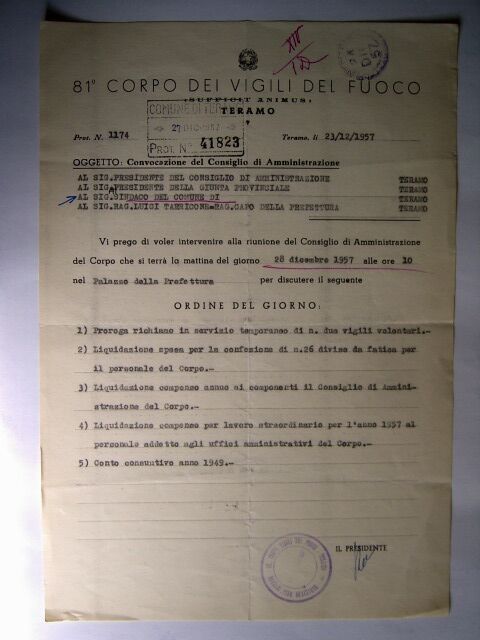 XIV
81° CORPO DEI VIGILI DEL FUOCO
(SUFFICIT ANIMUS)
TERAMO
COMUNE DI TER
27 DIC 1957
PROT. N° 41823
Prot. N. 1174
Teramo, li 23/12/1957
OGGETTO: Convocazione del Consiglio di Amministrazione
AL SIG.PRESIDENTE DEL CONSIGLIO DI AMMINISTRAZIONE TERAMO
AL SIG.PRESIDENTE DELLA GIUNTA PROVINCIALE TERAMO
AL SIG.SINDACO DEL COMUNE DI TERAMO
AL SIG.RAG.LUIGI TARRICONE=RAG.CAPO DELLA PREFETTURA TERAMO
Vi prego di voler intervenire alla riunione del Consiglio di Amministrazione
del Corpo che si terrà la mattina del giorno 28 dicembre 1957 alle ore 10
nel Palazzo della Prefettura per discutere il seguente
ORDINE DEL GIORNO:
1) Proroga richiamo in servizio temporaneo di n. due vigili volontari.-
2) Liquidazione spesa per la confezione di n.26 divise da fatica per
il personale del Corpo.-
3) Liquidazione compenso annuo ai componenti il Consiglio di Ammini-
strazione del Corpo.-
4) Liquidazione compenso per lavoro straordinario per l'anno 1957 al
personale addetto agli uffici amministrativi del Corpo.-
5) Conto consuntivo anno 1949.-
IL PRESIDENTE